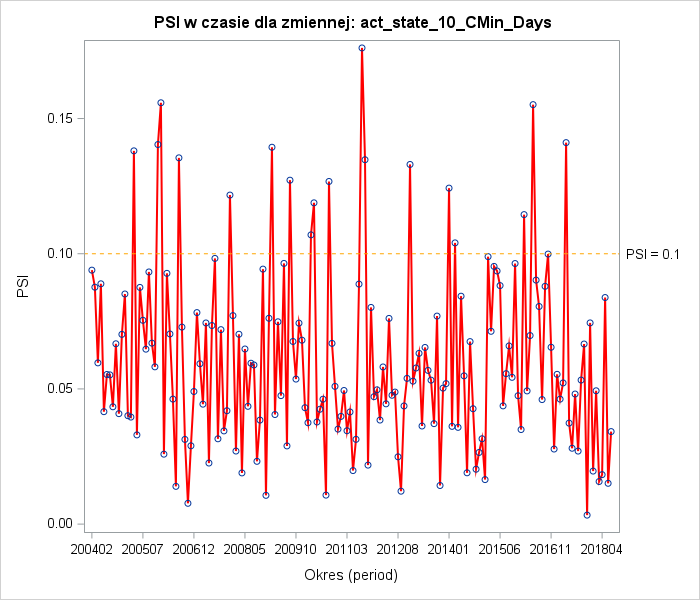 PSI w czasie dla zmiennej: act_state_10_CMin_Days
0.15
0.10
0.05
0.00
PSI
PSI = 0.1
200402 200507 200612 200805 200910 201103 201208 201401 201506 201611 201804
Okres (period)